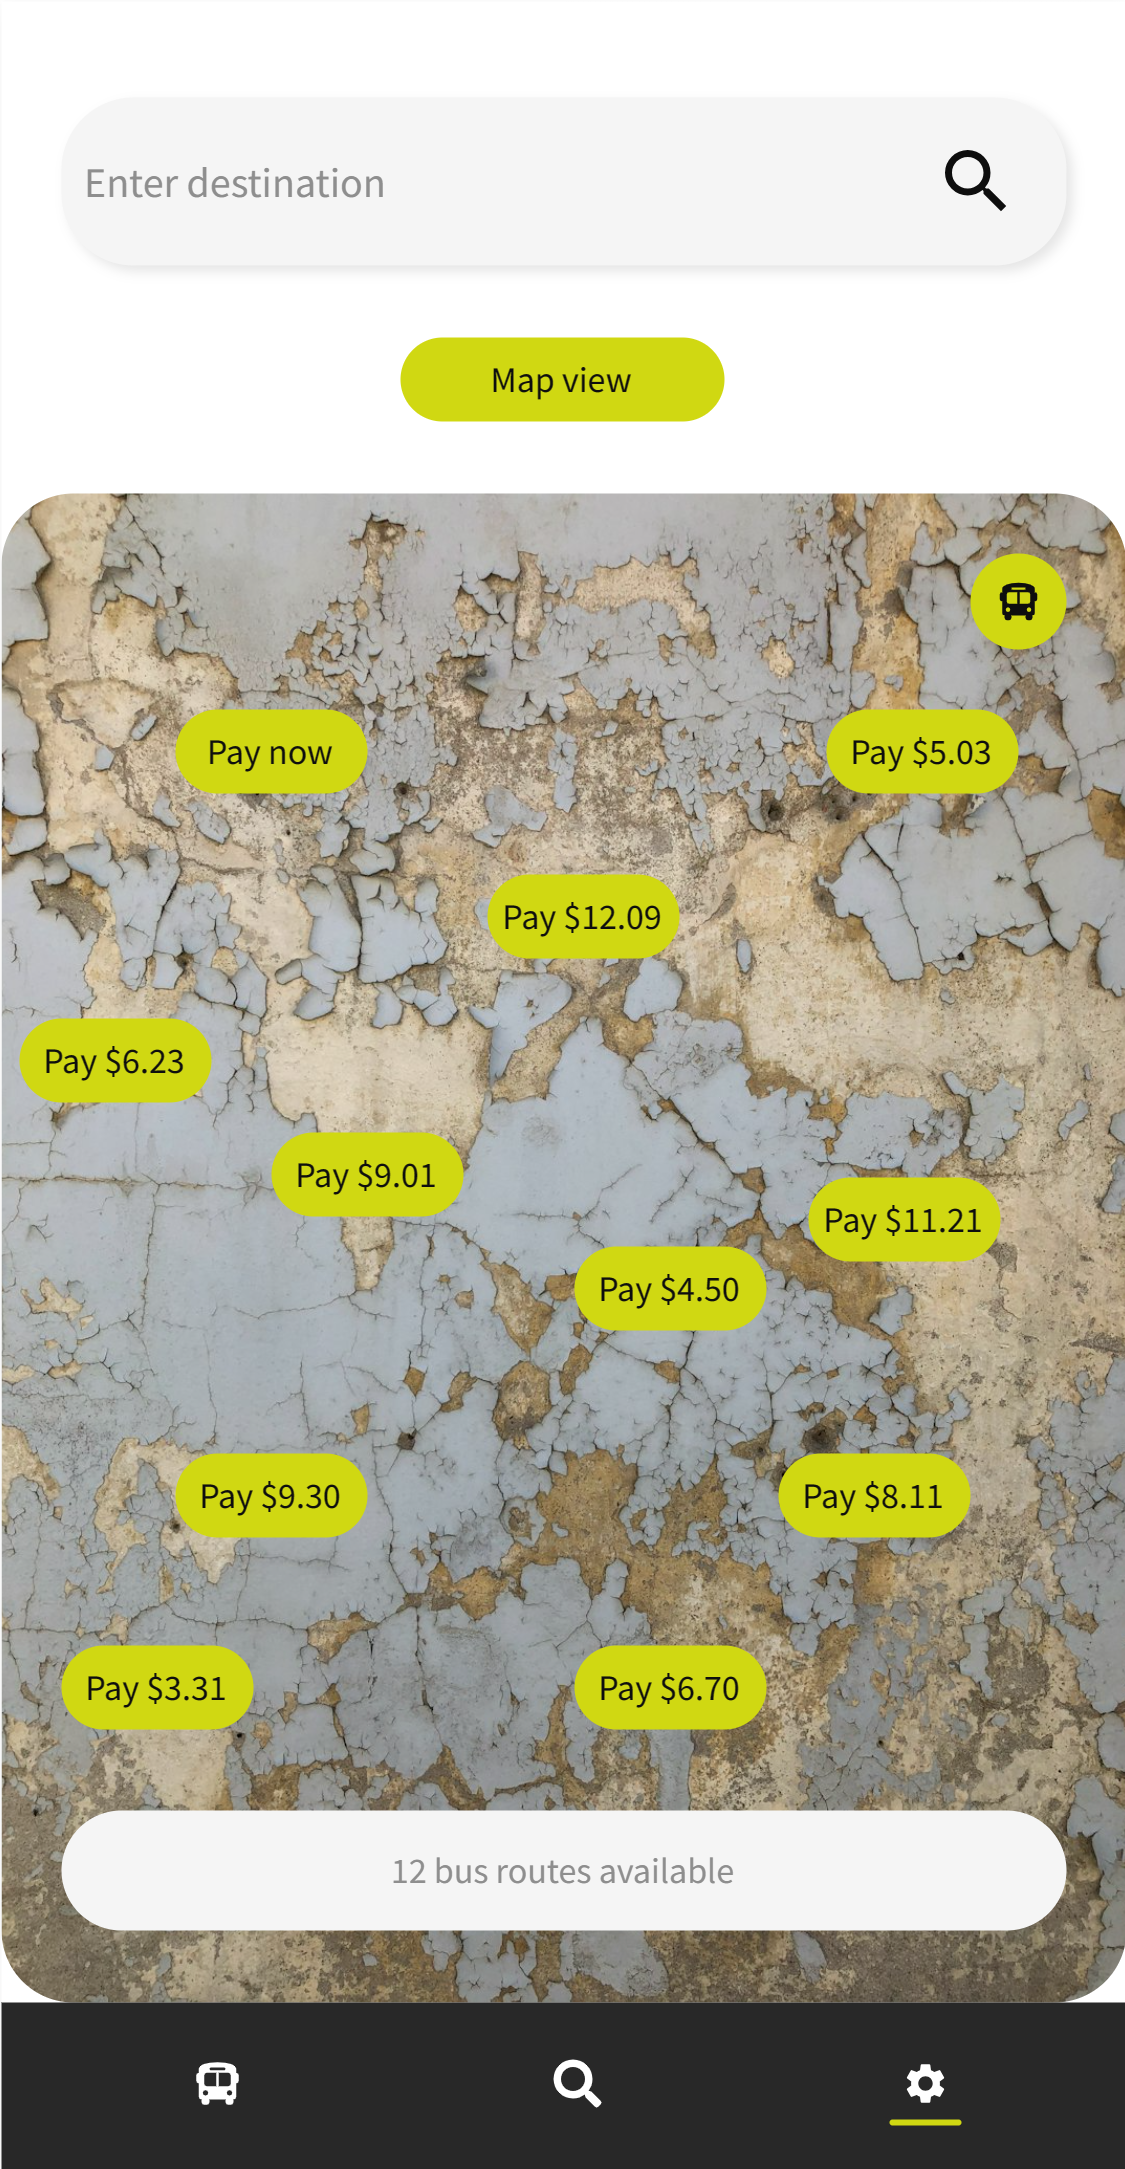 Enter destination
Map view
Pay now
Pay $5.03
Pay $12.09
Pay $6.23
Pay $9.01
Pay $11.21
Pay $4.50
Pay $9.30
Pay $8.11
Pay $3.31
Pay $6.70
12 bus routes available